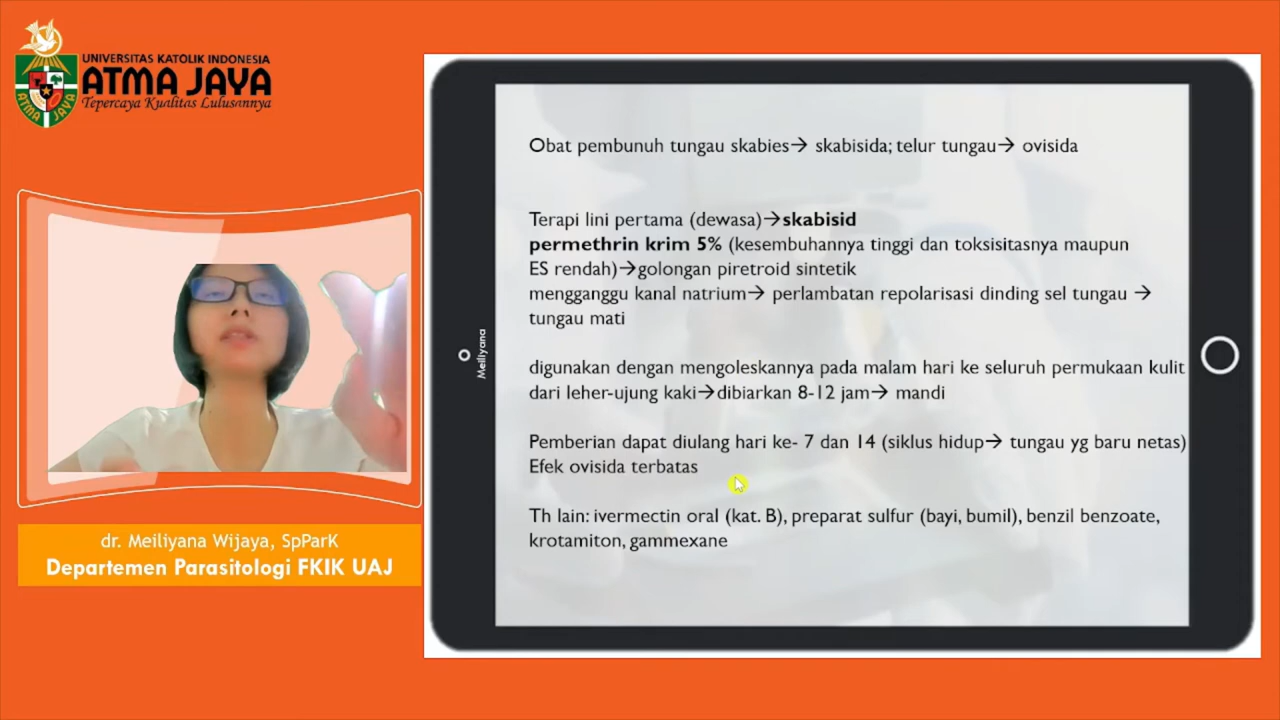 UNIVERSITAS KATOLIK INDONESIA
ATMA JAYA
Tepercaya Kualitas Lulusannya
ATMA JAYA
Obat pembunuh tungau skabies→ skabisida; telur tungau→ ovisida
Terapi lini pertama (dewasa)→skabisid
permethrin krim 5% (kesembuhannya tinggi dan toksisitasnya maupun
ES rendah)→golongan piretroid sintetik
mengganggu kanal natrium→ perlambatan repolarisasi dinding sel tungau →
tungau mati
digunakan dengan mengoleskannya pada malam hari ke seluruh permukaan kulit
dari leher-ujung kaki→dibiarkan 8-12 jam→ mandi
Pemberian dapat diulang hari ke- 7 dan 14 (siklus hidup→ tungau yg baru netas)
Efek ovisida terbatas
Th lain: ivermectin oral (kat. B), preparat sulfur (bayi, bumil), benzil benzoate,
krotamiton, gammexane
Meiliyana
dr. Meiliyana Wijaya, SpParK
Departemen Parasitologi FKIK UAJ